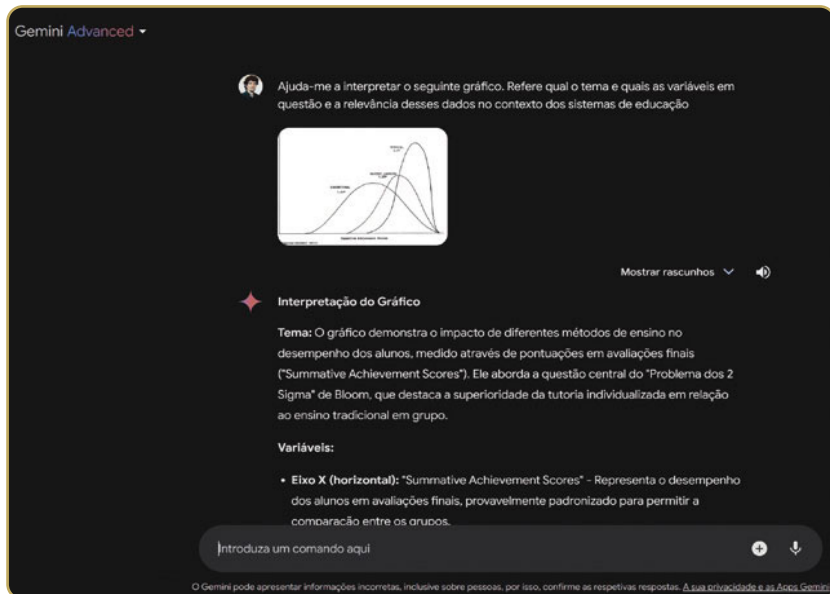 Gemini Advanced
Ajuda-me a interpretar o seguinte gráfico. Refere qual o tema e quais as variáveis em
questão e a relevância desses dados no contexto dos sistemas de educação
Mostrar rascunhos
Interpretação do Gráfico
Tema: O gráfico demonstra o impacto de diferentes métodos de ensino no
desempenho dos alunos, medido através de pontuações em avaliações finais
("Summative Achievement Scores"). Ele aborda a questão central do "Problema dos 2
Sigma" de Bloom, que destaca a superioridade da tutoria individualizada em relação
ao ensino tradicional em grupo.
Variáveis:
• Eixo X (horizontal): "Summative Achievement Scores" - Representa o desempenho
dos alunos em avaliações finais, provavelmente padronizado para permitir a
comparação entre os grupos.
Introduza um comando aqui
O Gemini pode apresentar informações incorretas, inclusive sobre pessoas, por isso, confirme as respetivas respostas. A sua privacidade e as Apps Gemini